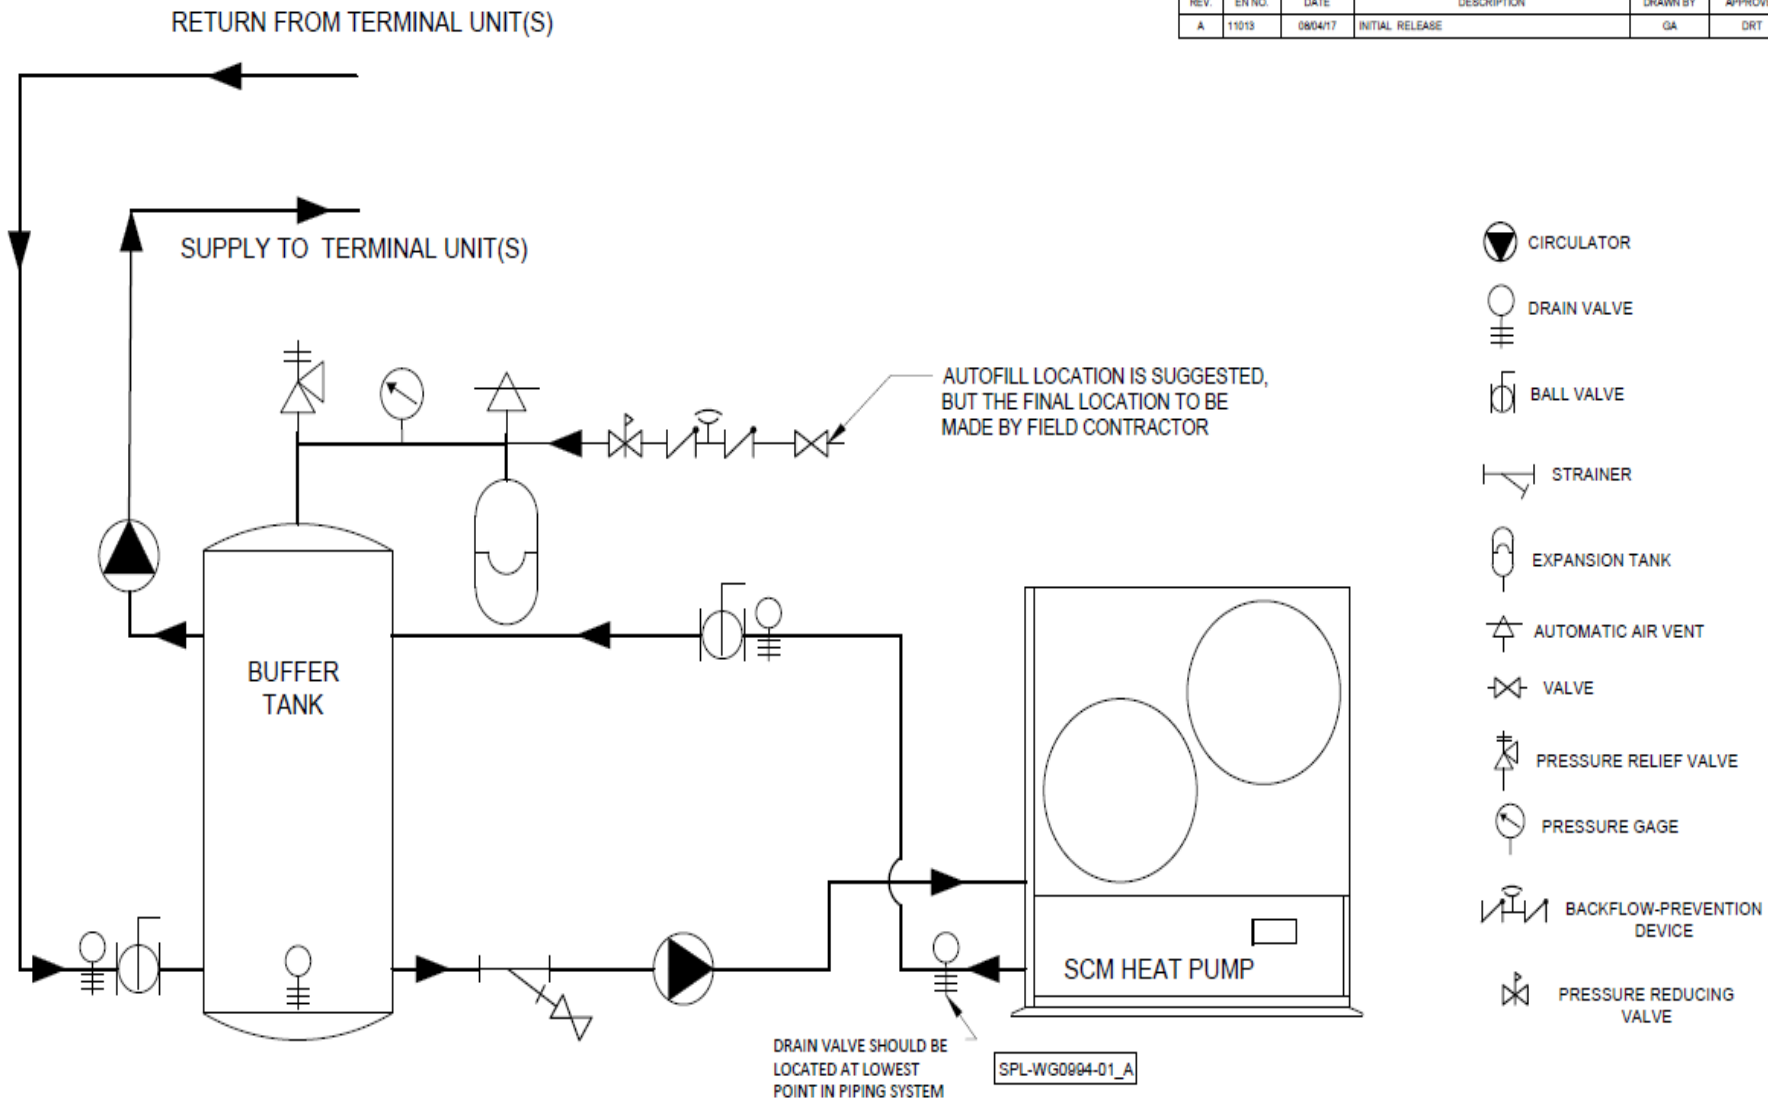 RETURN FROM TERMINAL UNIT(S)
REV. EN NO. DATE DESCRIPTION DRAWN BY
A 11013 08/04/17 INITIAL RELEASE GA DRT
SUPPLY TO TERMINAL UNIT(S)
CIRCULATOR
DRAIN VALVE
AUTOFILL LOCATION IS SUGGESTED,
BUT THE FINAL LOCATION TO BE
MADE BY FIELD CONTRACTOR
BALL VALVE
STRAINER
EXPANSION TANK
AUTOMATIC AIR VENT
BUFFER
TANK
VALVE
PRESSURE RELIEF VALVE
PRESSURE GAGE
BACKFLOW-PREVENTION
DEVICE
SCM HEAT PUMP
PRESSURE REDUCING
VALVE
DRAIN VALVE SHOULD BE
LOCATED AT LOWEST
POINT IN PIPING SYSTEM
SPL-WG0994-01_A